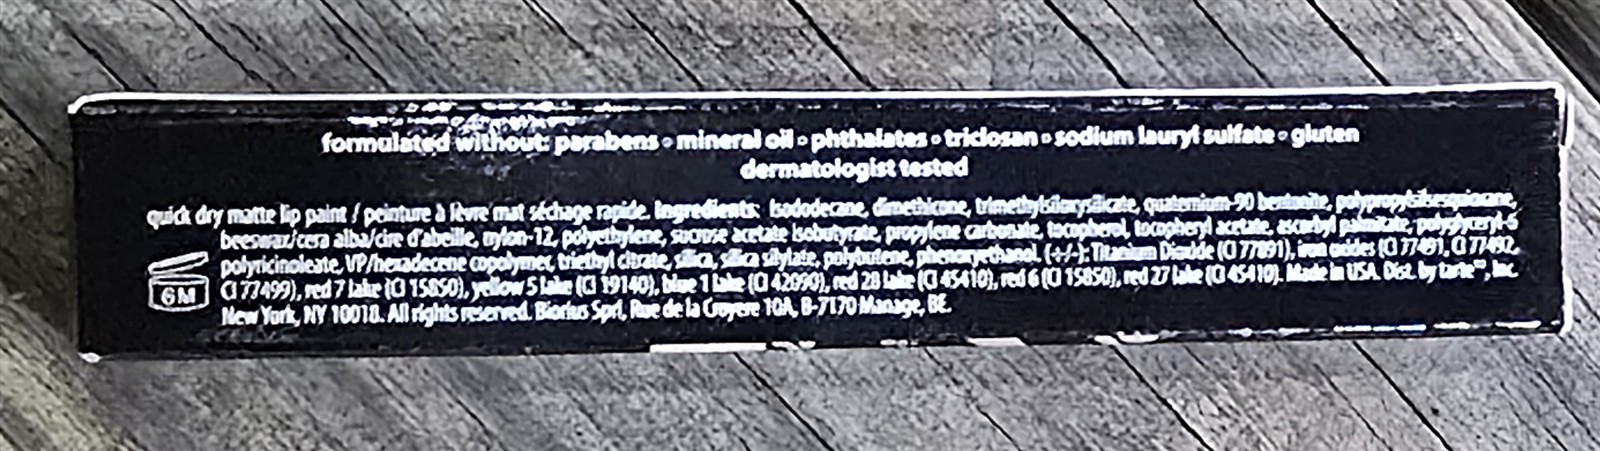 formulated without: parabens • mineral oil • phthalates • triclosan • sodium lauryl sulfate • gluten
dermatologist tested
quick dry matte lip paint / peinture à lèvre mat séchage rapide. Ingredients: Isododecane, dimethicone, trimethylsiloxysilicate, quaternium-90 bentonite, polypropylsilsesquioxane,
beeswax/cera alba/cire d'abeille, nylon-12, polyethylene, sucrose acetate isobutyrate, propylene carbonate, tocopherol, tocopheryl acetate, ascorbyl palmitate, polyglyceryl-6
polyricinoleate, VP/hexadecene copolymer, triethyl citrate, silica, silica silylate, polybutene, phenoxyethanol. (+/-): Titanium Dioxide (CI 77891), iron oxides (CI 77491, CI 77492,
CI 77499), red 7 lake (CI 15850), yellow 5 lake (CI 19140), blue 1 lake (CI 42090), red 28 lake (CI 45410), red 6 (CI 15850), red 27 lake (CI 45410). Made in USA. Dist. by tarte™, Inc.
New York, NY 10018. All rights reserved. Biorius Sprl, Rue de la Gruyere 10A, B-7170 Manage, BE.
6M